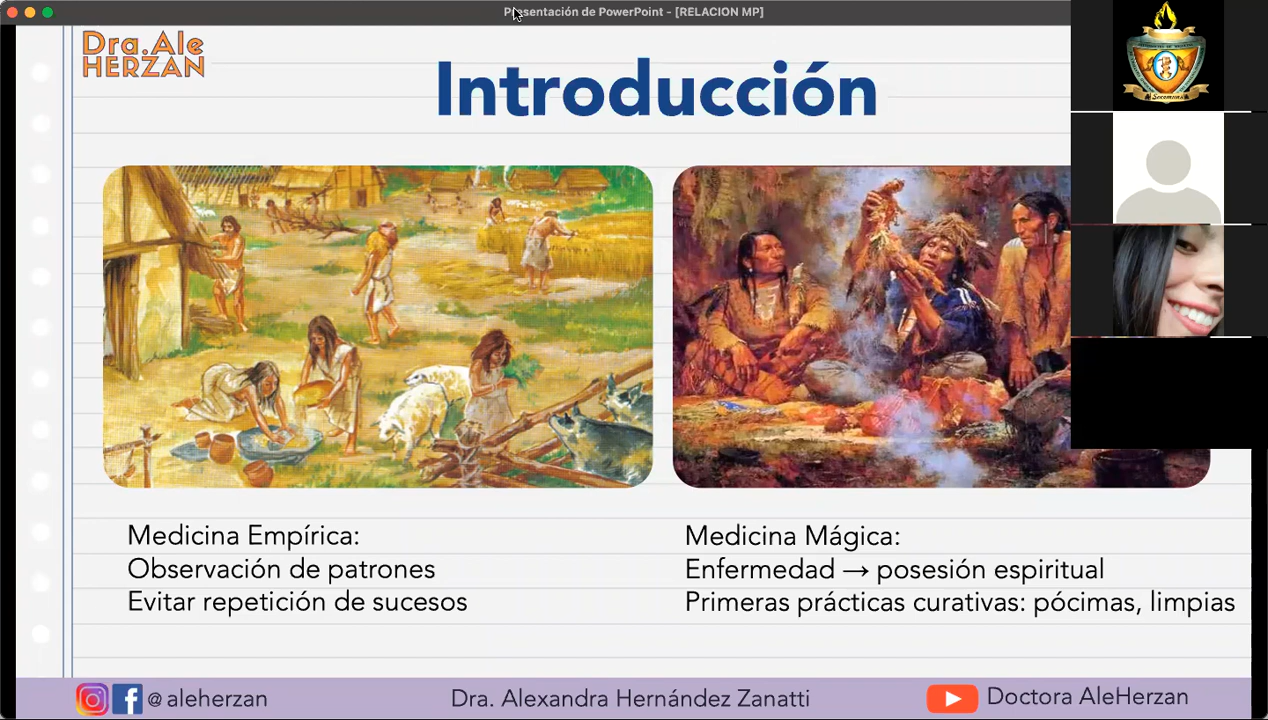 Presentación de PowerPoint - [RELACION MP]
Dra.Ale
HERZAN
Introducción
Medicina Empírica:
Observación de patrones
Evitar repetición de sucesos
Medicina Mágica:
Enfermedad → posesión espiritual
Primeras prácticas curativas: pócimas, limpias
@aleherzan
Dra. Alexandra Hernández Zanatti
Doctora AleHerzan